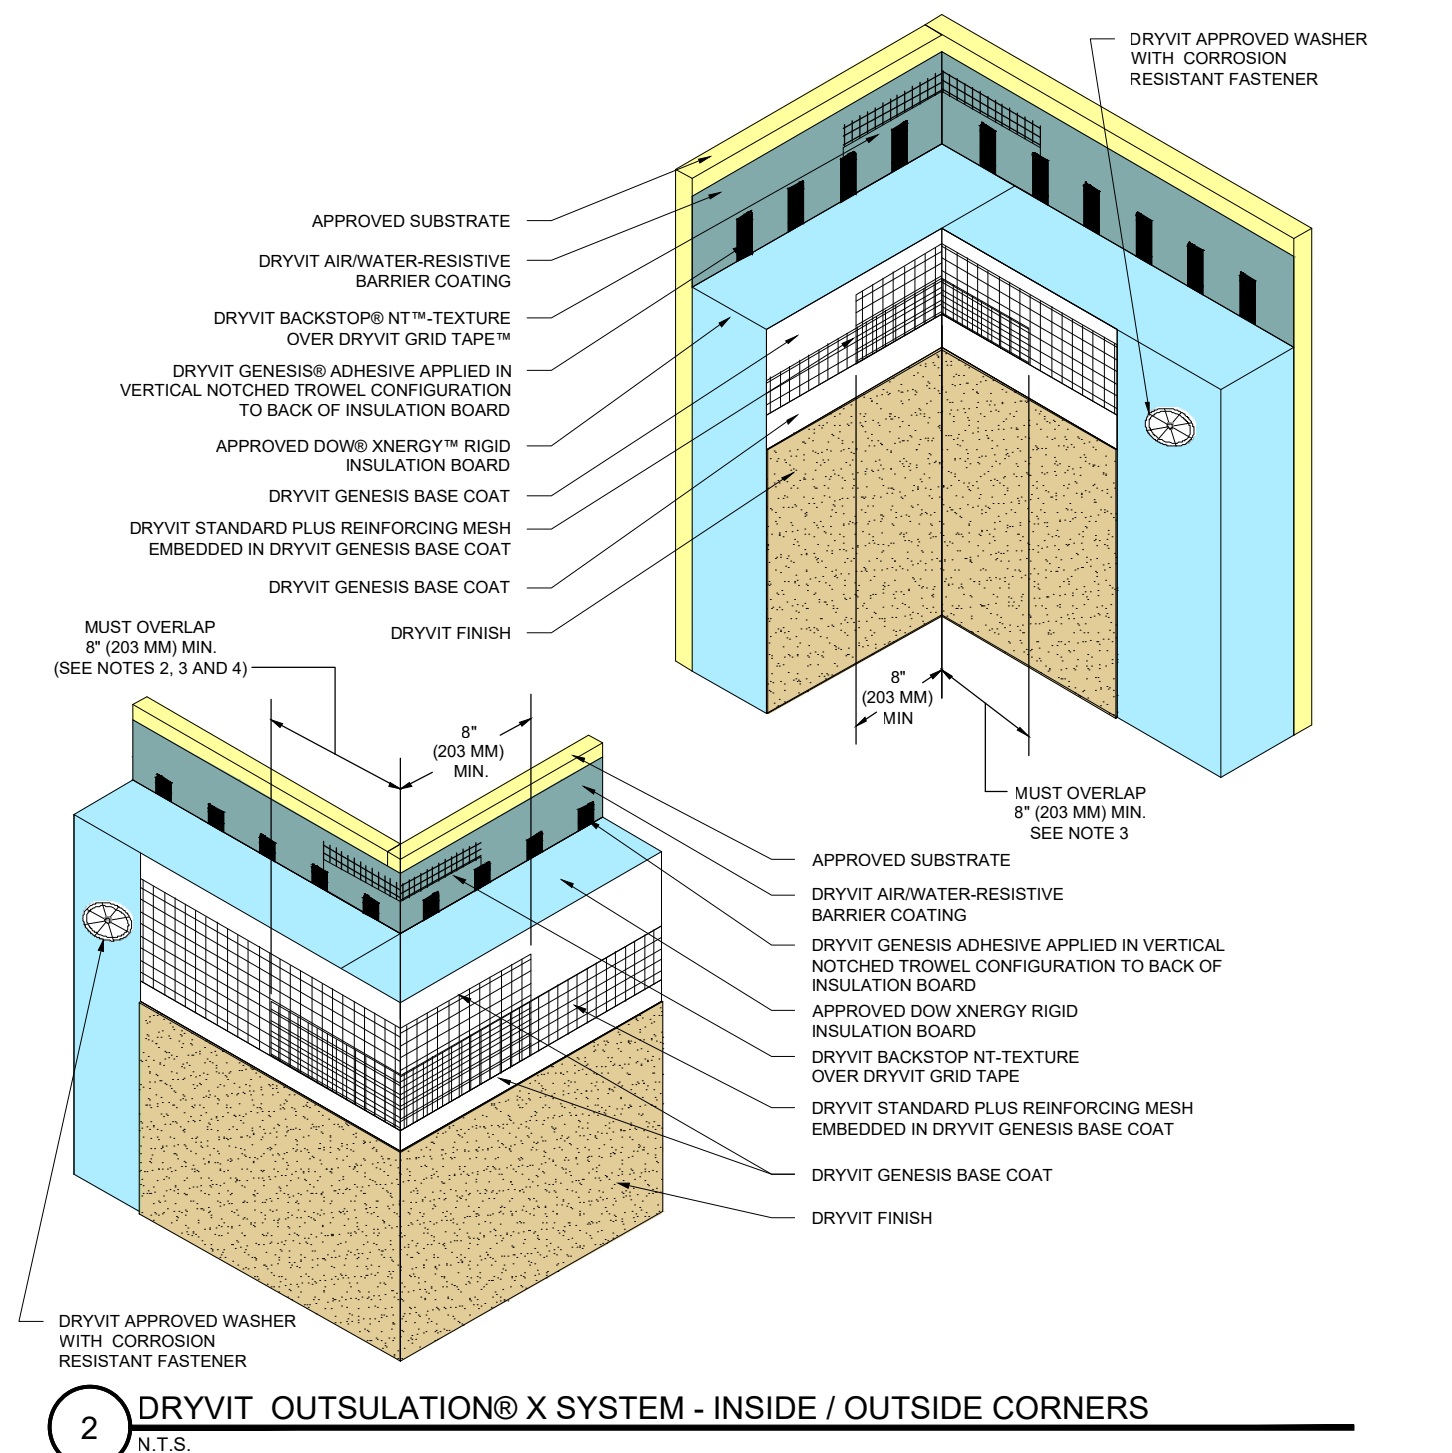 DRYVIT APPROVED WASHER
WITH CORROSION
RESISTANT FASTENER
APPROVED SUBSTRATE
DRYVIT AIR/WATER-RESISTIVE
BARRIER COATING
DRYVIT BACKSTOP® NT™-TEXTURE
OVER DRYVIT GRID TAPE™
DRYVIT GENESIS® ADHESIVE APPLIED IN
VERTICAL NOTCHED TROWEL CONFIGURATION
TO BACK OF INSULATION BOARD
APPROVED DOW® XNERGY™ RIGID
INSULATION BOARD
DRYVIT GENESIS BASE COAT
DRYVIT STANDARD PLUS REINFORCING MESH
EMBEDDED IN DRYVIT GENESIS BASE COAT
DRYVIT GENESIS BASE COAT
DRYVIT FINISH
MUST OVERLAP
8" (203 MM) MIN.
(SEE NOTES 2, 3 AND 4)
8"
(203 MM)
MIN
8"
(203 MM)
MIN.
MUST OVERLAP
8" (203 MM) MIN.
SEE NOTE 3
APPROVED SUBSTRATE
DRYVIT AIR/WATER-RESISTIVE
BARRIER COATING
DRYVIT GENESIS ADHESIVE APPLIED IN VERTICAL
NOTCHED TROWEL CONFIGURATION TO BACK OF
INSULATION BOARD
APPROVED DOW XNERGY RIGID
INSULATION BOARD
DRYVIT BACKSTOP NT-TEXTURE
OVER DRYVIT GRID TAPE
DRYVIT STANDARD PLUS REINFORCING MESH
EMBEDDED IN DRYVIT GENESIS BASE COAT
DRYVIT GENESIS BASE COAT
DRYVIT FINISH
DRYVIT APPROVED WASHER
WITH CORROSION
RESISTANT FASTENER
2
DRYVIT OUTSULATION® X SYSTEM - INSIDE / OUTSIDE CORNERS
N.T.S.